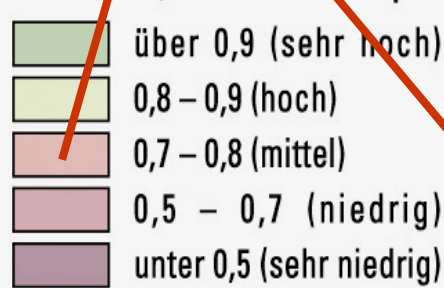 über 0,9 (sehr hoch)
0,8 – 0,9 (hoch)
0,7 – 0,8 (mittel)
0,5 – 0,7 (niedrig)
unter 0,5 (sehr niedrig)